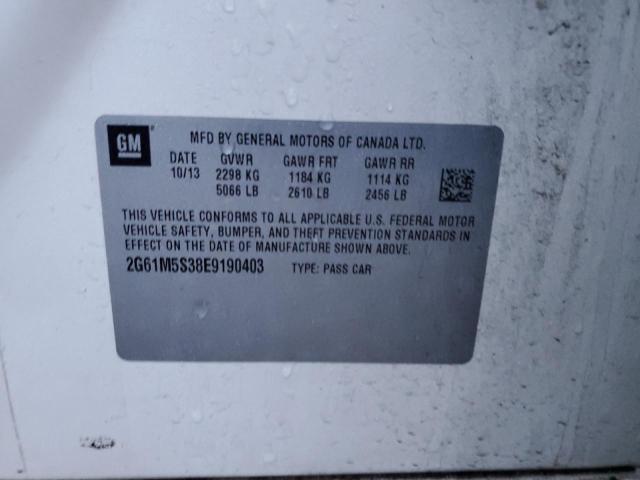 GM
MFD BY GENERAL MOTORS OF CANADA LTD.
DATE GVWR GAWR FRT GAWR RR
10/13 2298 KG 1184 KG 1114 KG
5066 LB 2610 LB 2456 LB
THIS VEHICLE CONFORMS TO ALL APPLICABLE U.S. FEDERAL MOTOR
VEHICLE SAFETY, BUMPER, AND THEFT PREVENTION STANDARDS IN
EFFECT ON THE DATE OF MANUFACTURE SHOWN ABOVE.
2G61M5S38E9190403 TYPE: PASS CAR